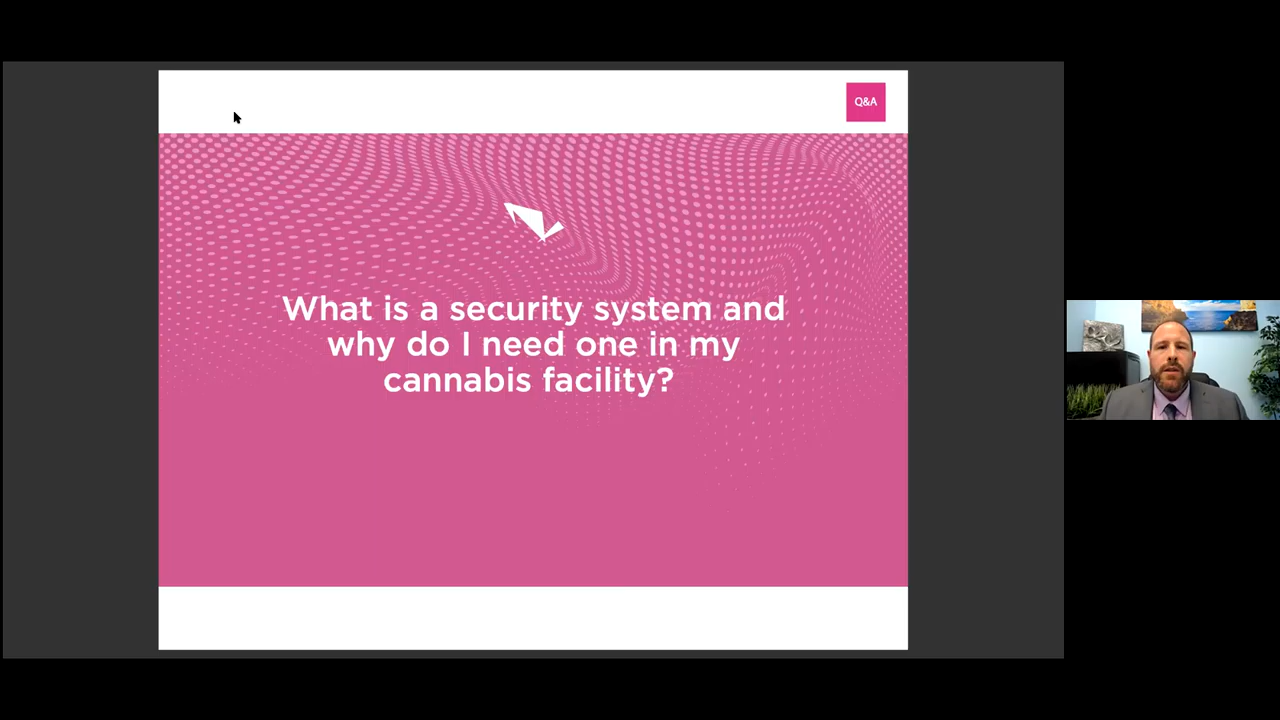 Q&A
What is a security system and
why do I need one in my
cannabis facility?